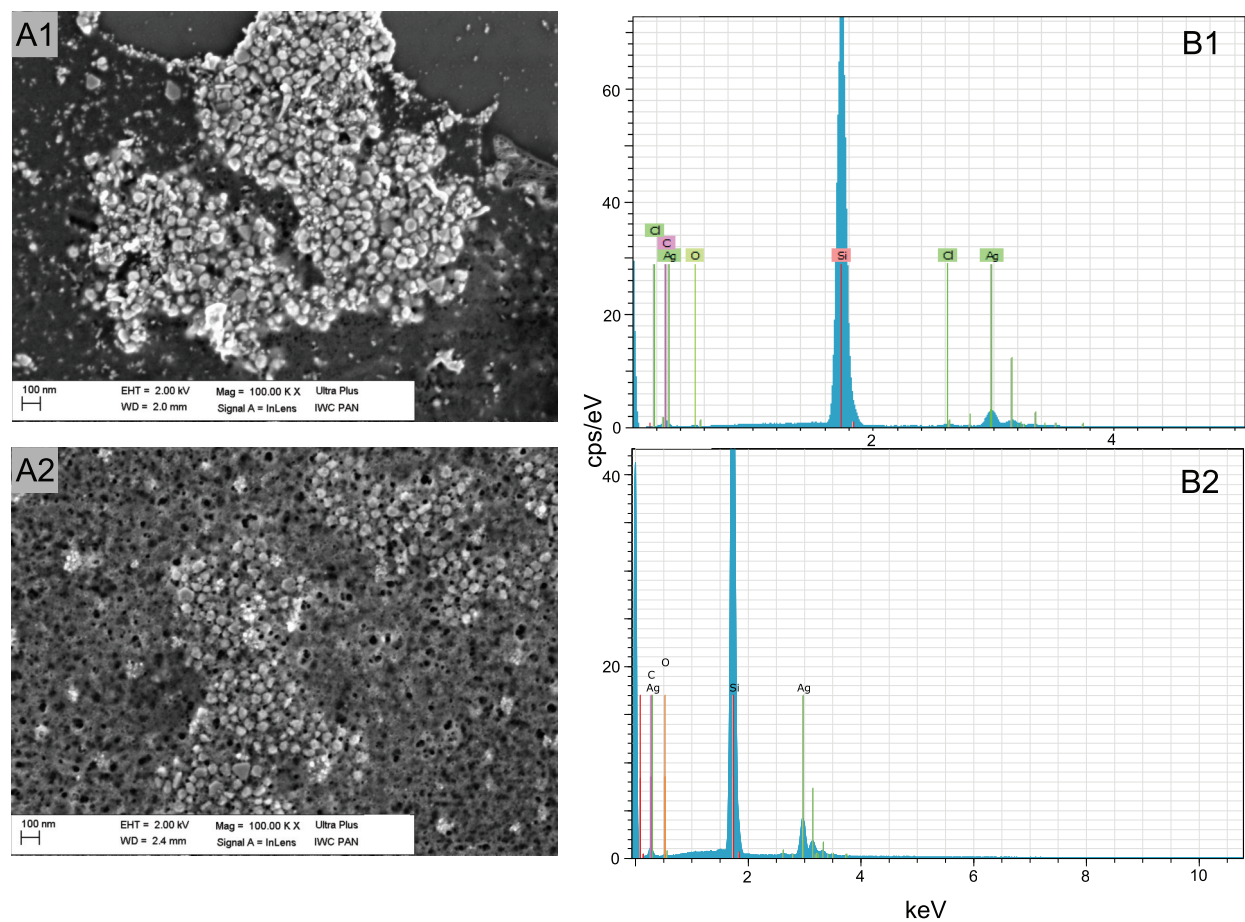 A1
100 nm
EHT = 2.00 kV Mag = 100.00 K X Ultra Plus
WD = 2.0 mm Signal A = InLens IWC PAN
B1
60
40
20
0
Cl
C
Ag O Si Cl Ag
2 4
cps/eV
A2
100 nm
EHT = 2.00 kV Mag = 100.00 K X Ultra Plus
WD = 2.4 mm Signal A = InLens IWC PAN
B2
40
20
0
O
C
Ag Si Ag
2 4 6 8 10
keV